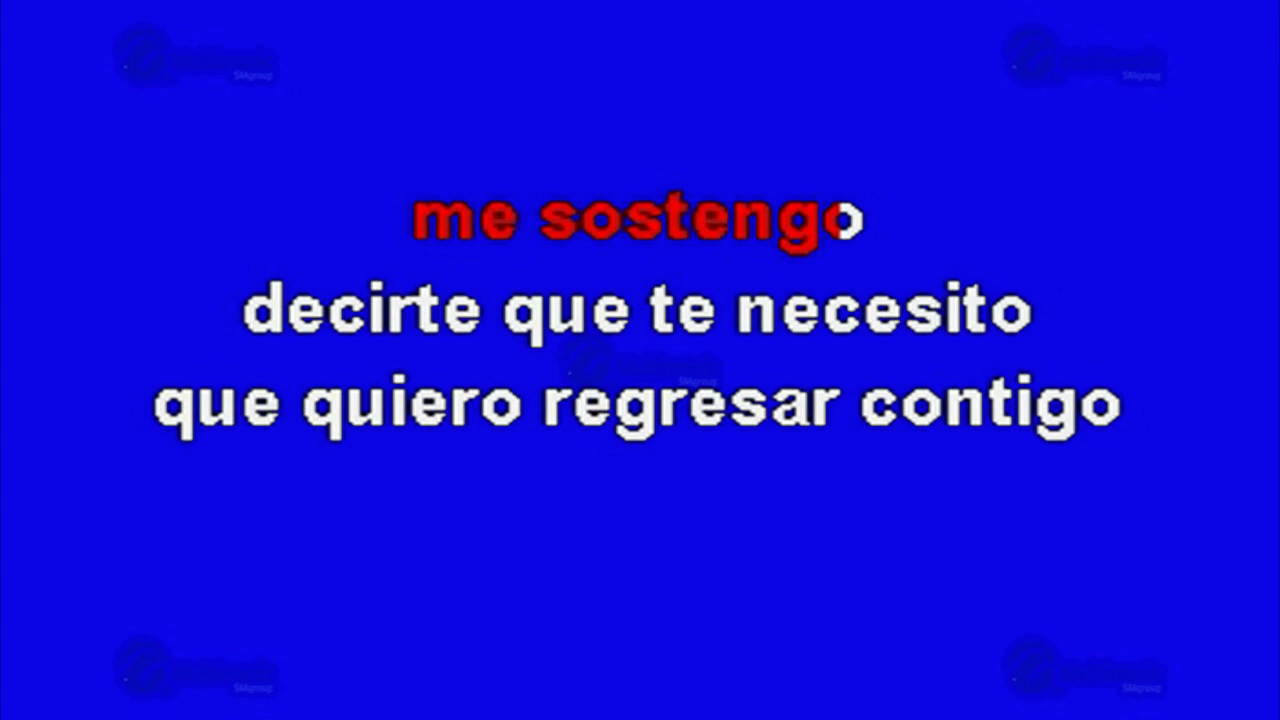 me sostengo
decirte que te necesito
que quiero regresar contigo